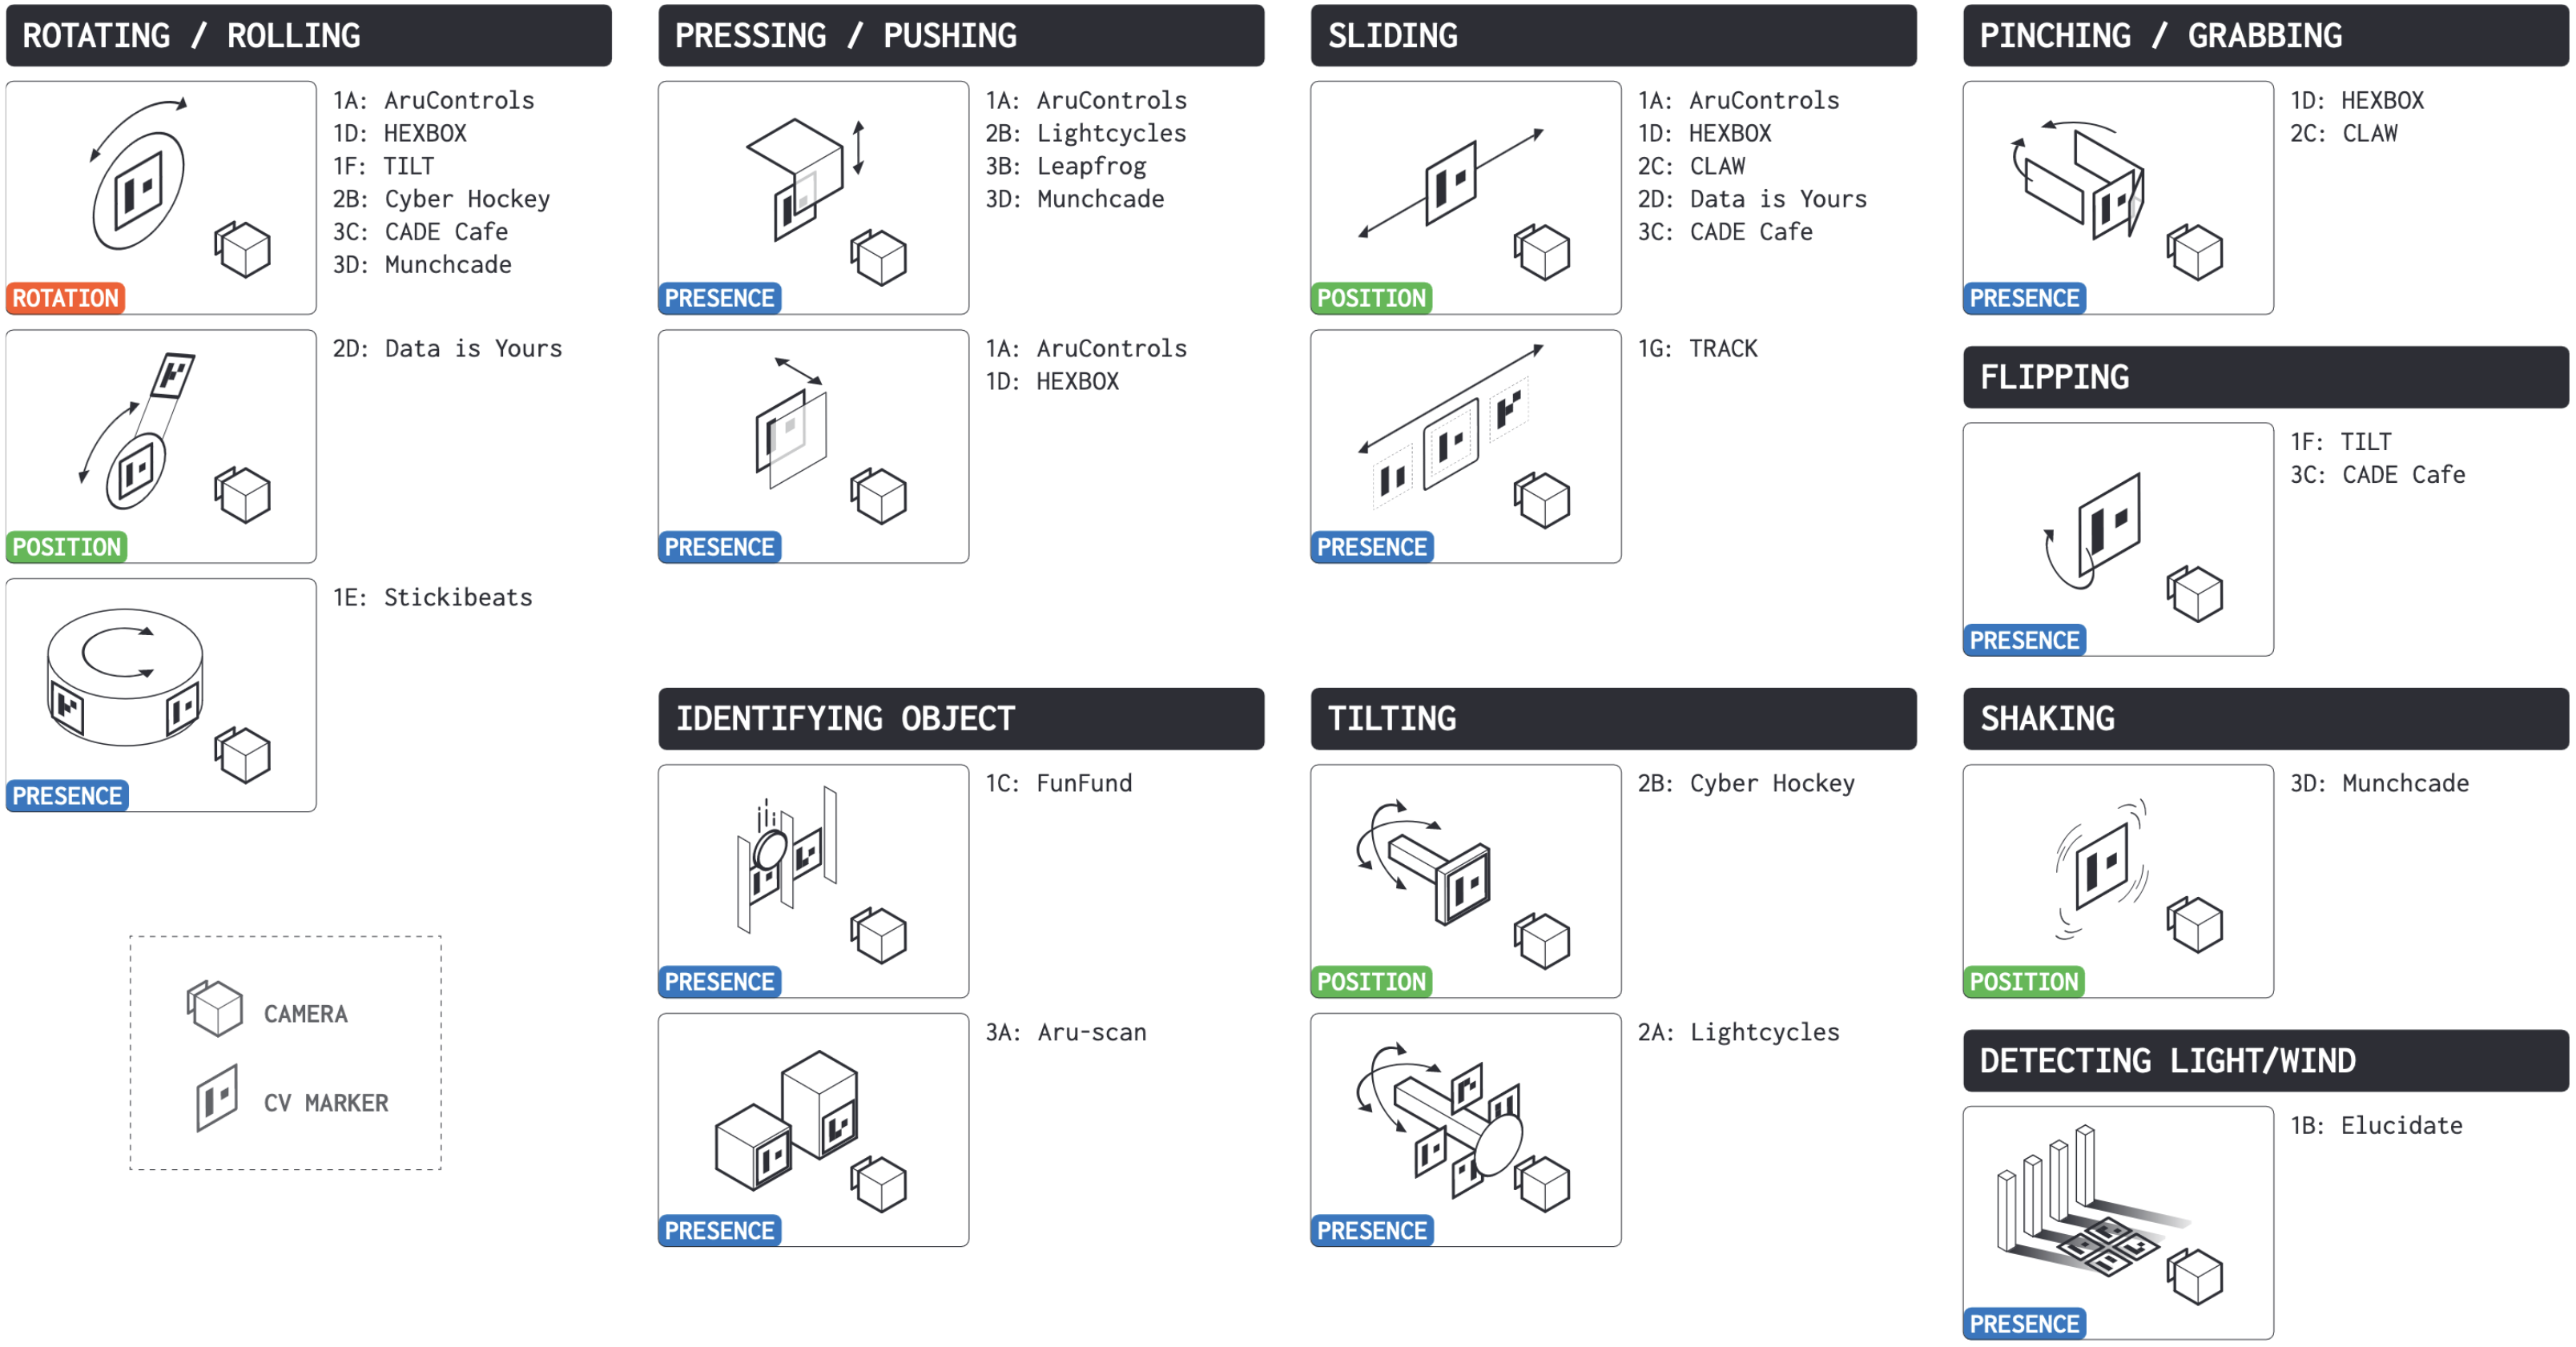 ROTATING / ROLLING
1A: AruControls
1D: HEXBOX
1F: TILT
2B: Cyber Hockey
3C: CADE Cafe
3D: Munchcade
ROTATION
2D: Data is Yours
POSITION
1E: Stickibeats
PRESENCE
CAMERA
CV MARKER
PRESSING / PUSHING
1A: AruControls
2B: Lightcycles
3B: Leapfrog
3D: Munchcade
PRESENCE
1A: AruControls
1D: HEXBOX
PRESENCE
IDENTIFYING OBJECT
1C: FunFund
PRESENCE
3A: Aru-scan
PRESENCE
SLIDING
1A: AruControls
1D: HEXBOX
2C: CLAW
2D: Data is Yours
3C: CADE Cafe
POSITION
1G: TRACK
PRESENCE
TILTING
2B: Cyber Hockey
POSITION
2A: Lightcycles
PRESENCE
PINCHING / GRABBING
1D: HEXBOX
2C: CLAW
PRESENCE
FLIPPING
1F: TILT
3C: CADE Cafe
PRESENCE
SHAKING
3D: Munchcade
POSITION
DETECTING LIGHT/WIND
1B: Elucidate
PRESENCE